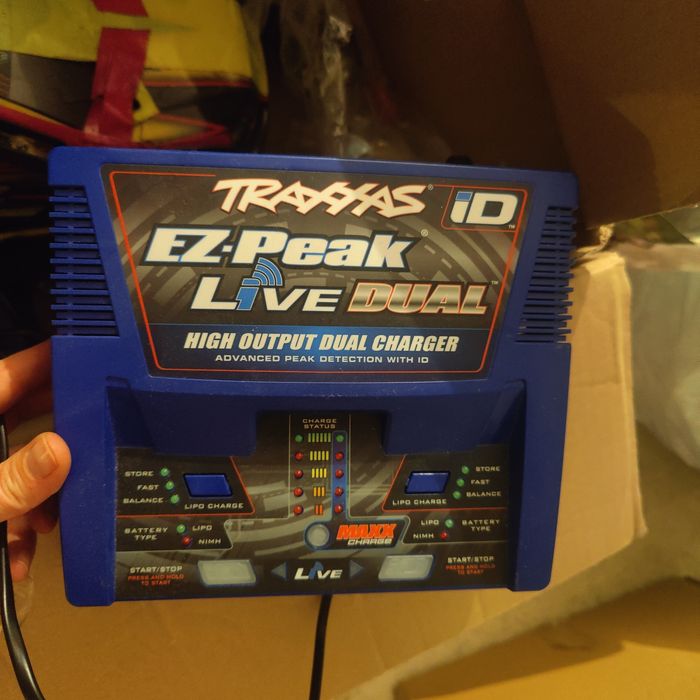 TRAXXAS® iD™
EZ-Peak®
LiVE DUAL™
HIGH OUTPUT DUAL CHARGER
ADVANCED PEAK DETECTION WITH ID
CHARGE
STATUS
STORE
FAST
BALANCE
LIPO CHARGE
BATTERY
TYPE
LIPO
NIMH
START/STOP
PRESS AND HOLD
TO START
MAXX
CHARGE
LiVE
STORE
FAST
BALANCE
LIPO CHARGE
LIPO
NIMH
BATTERY
TYPE
START/STOP
PRESS AND HOLD
TO START